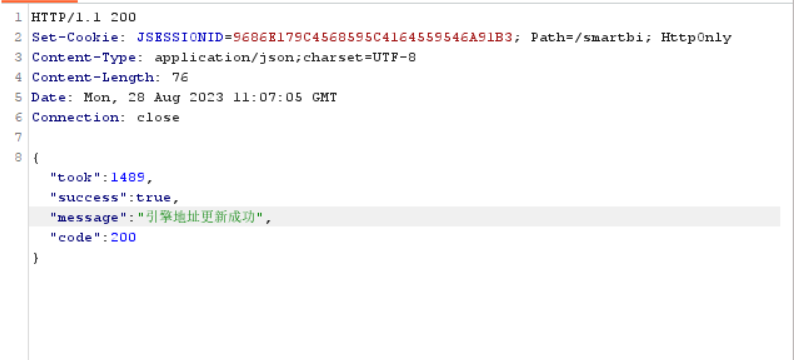 1 HTTP/1.1 200
2 Set-Cookie: JSESSIONID=9686E179C4568595C4164559546A91B3; Path=/smartbi; HttpOnly
3 Content-Type: application/json;charset=UTF-8
4 Content-Length: 76
5 Date: Mon, 28 Aug 2023 11:07:05 GMT
6 Connection: close
7
8 {
"took":1489,
"success":true,
"message":"引擎地址更新成功",
"code":200
}